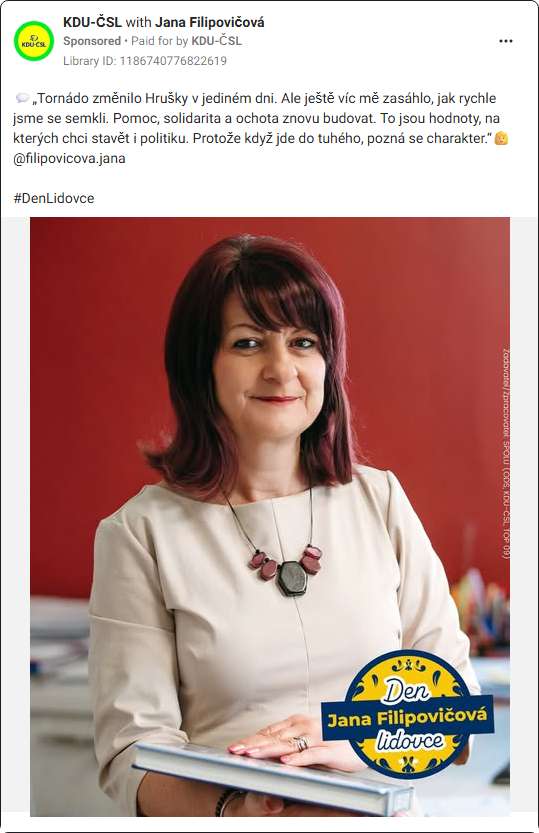 KDU-ČSL with Jana Filipovičová
Sponsored • Paid for by KDU-ČSL
Library ID: 1186740776822619
„Tornádo změnilo Hrušky v jediném dni. Ale ještě víc mě zasáhlo, jak rychle
jsme se semkli. Pomoc, solidarita a ochota znovu budovat. To jsou hodnoty, na
kterých chci stavět i politiku. Protože když jde do tuhého, pozná se charakter.“
@filipovicova.jana
#DenLidovce
KDU-ČSL
Zadavatel/zpracovatel: SPOLU (ODS, KDU-ČSL, TOP 09)
Den
Jana Filipovičová
lidovce